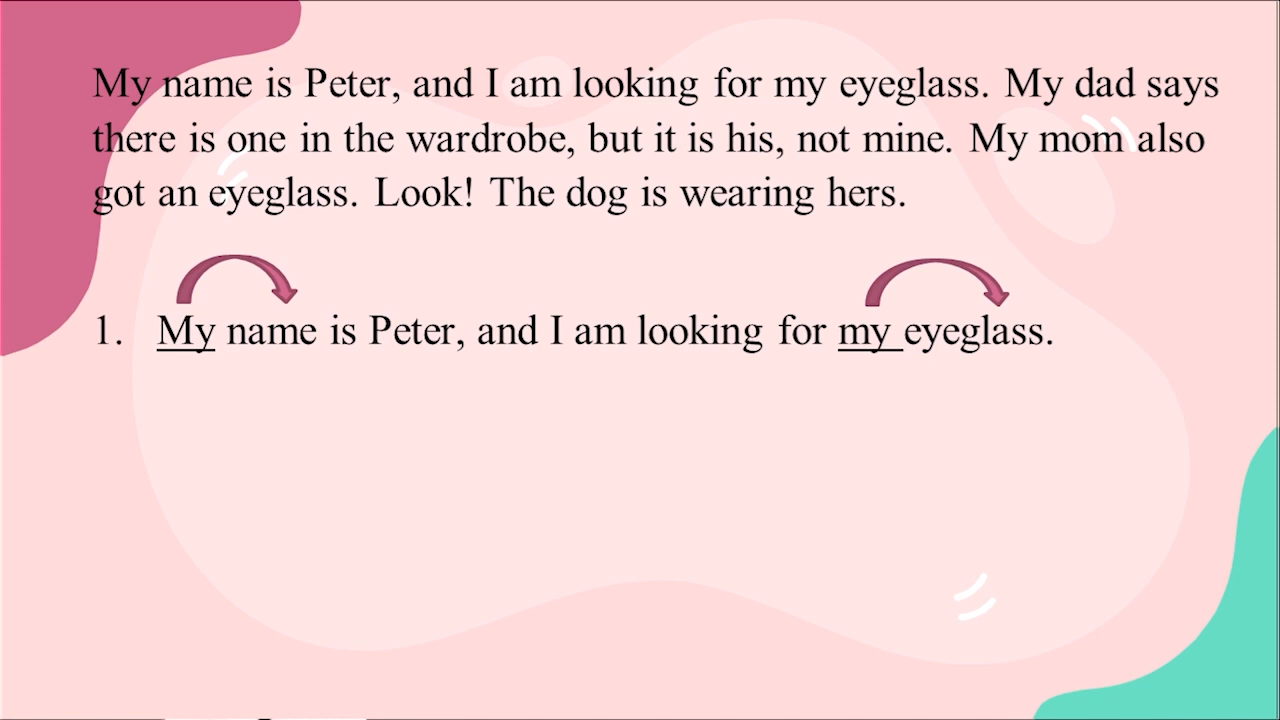 My name is Peter, and I am looking for my eyeglass. My dad says
there is one in the wardrobe, but it is his, not mine. My mom also
got an eyeglass. Look! The dog is wearing hers.
1. My name is Peter, and I am looking for my eyeglass.